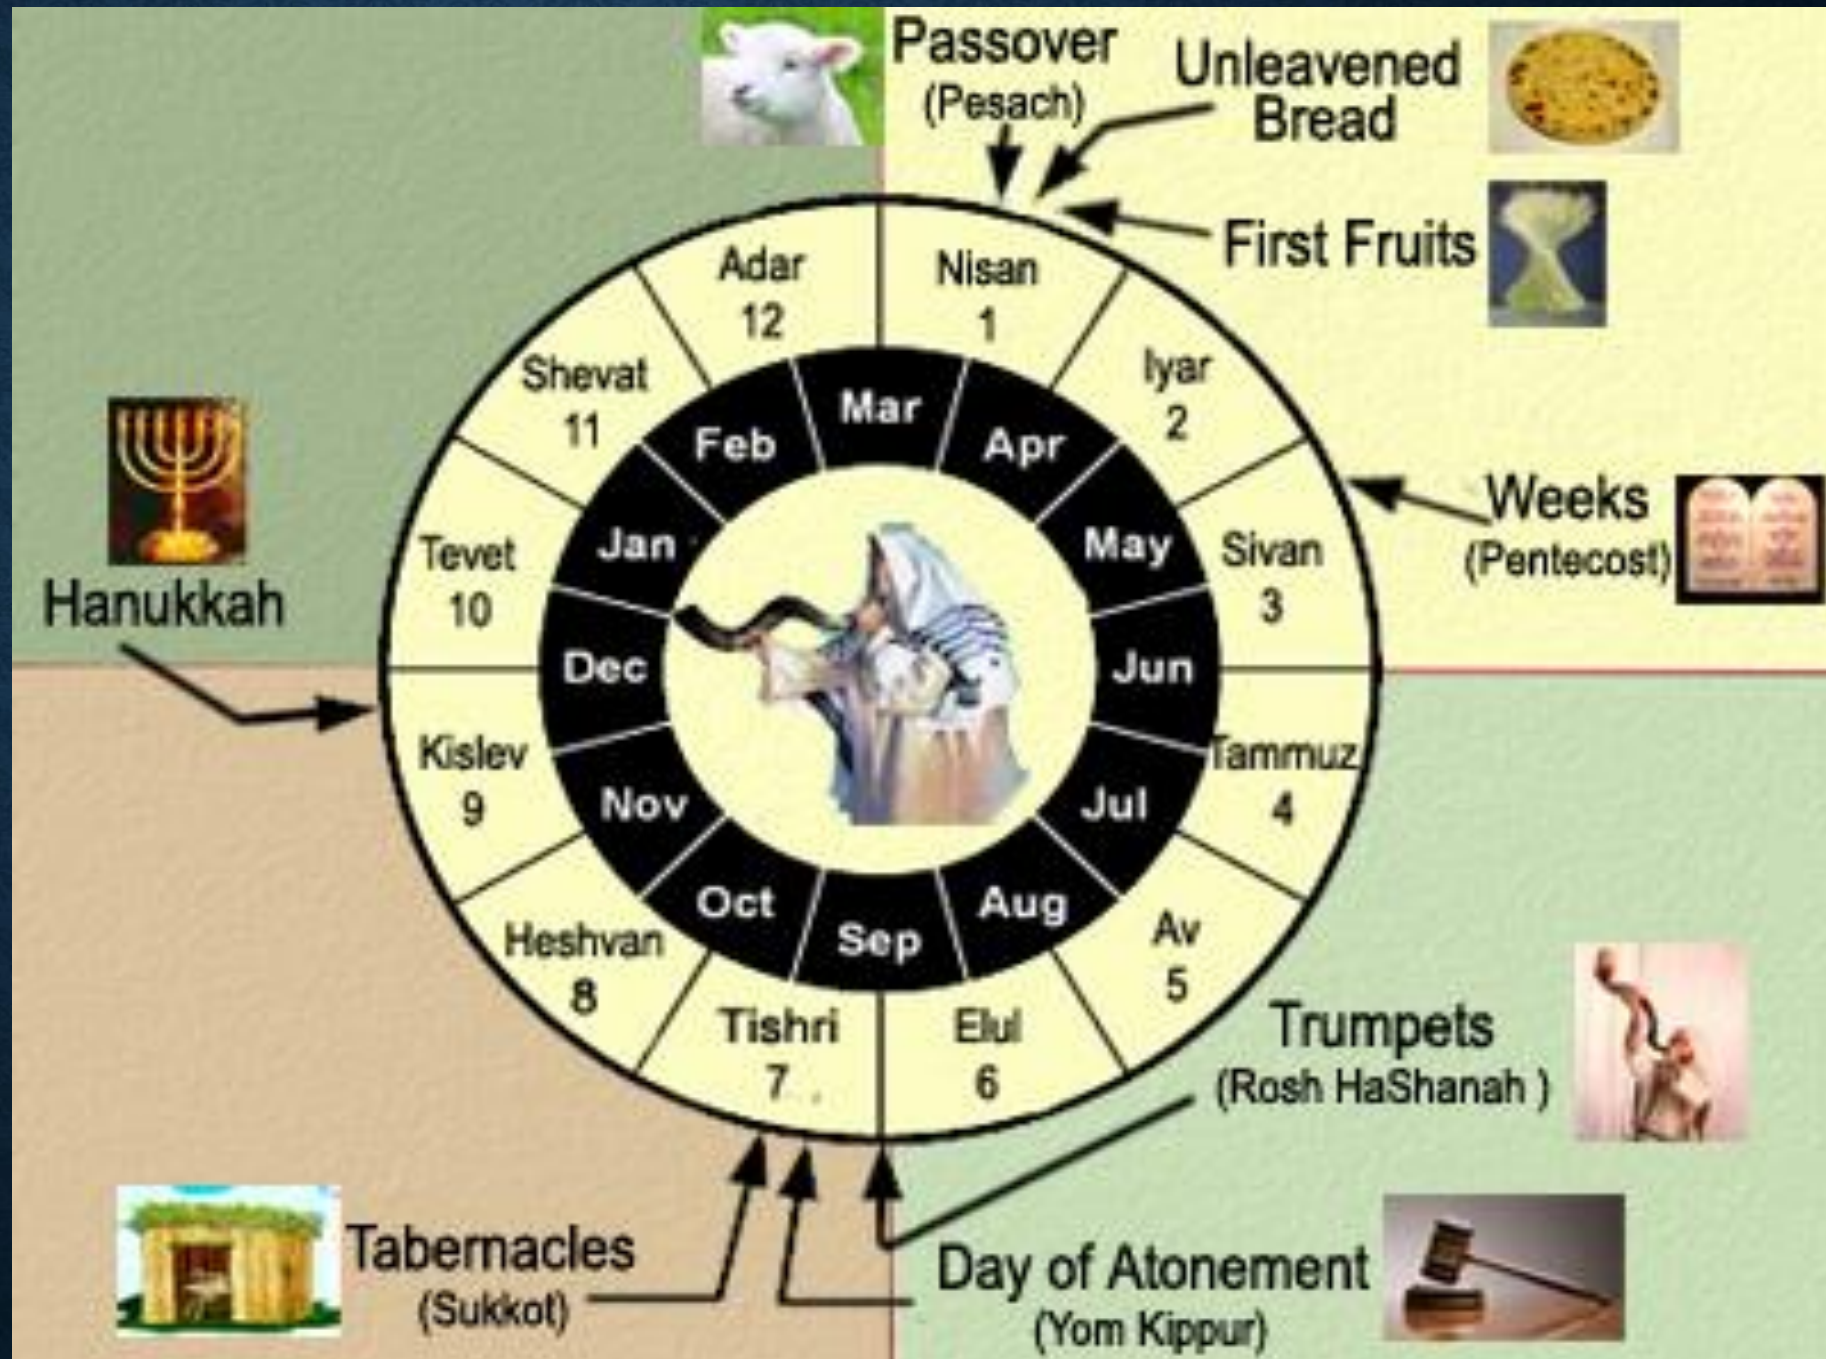 Passover
(Pesach)
Unleavened
Bread
First Fruits
Weeks
(Pentecost)
Trumpets
(Rosh HaShanah )
Day of Atonement
(Yom Kippur)
Tabernacles
(Sukkot)
Hanukkah
Nisan
1
Iyar
2
Sivan
3
Tammuz
4
Av
5
Elul
6
Tishri
7
Heshvan
8
Kislev
9
Tevet
10
Shevat
11
Adar
12
Mar
Apr
May
Jun
Jul
Aug
Sep
Oct
Nov
Dec
Jan
Feb